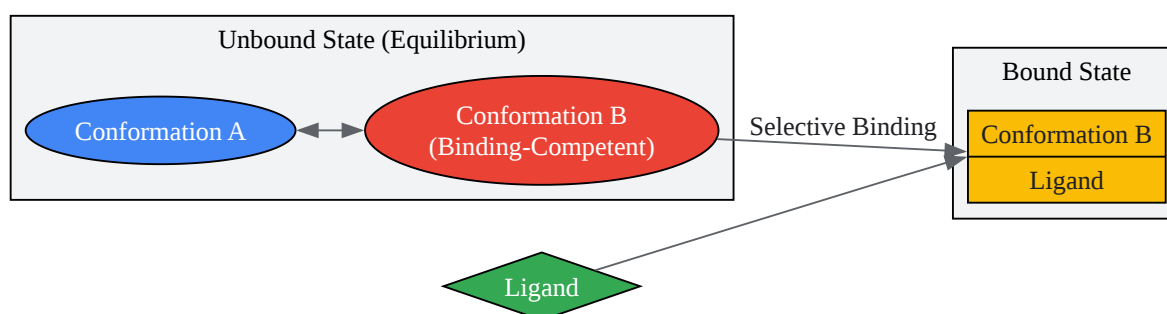 Unbound State (Equilibrium)
Conformation A
Conformation B
(Binding-Competent)
Selective Binding
Bound State
Conformation B
Ligand
Ligand